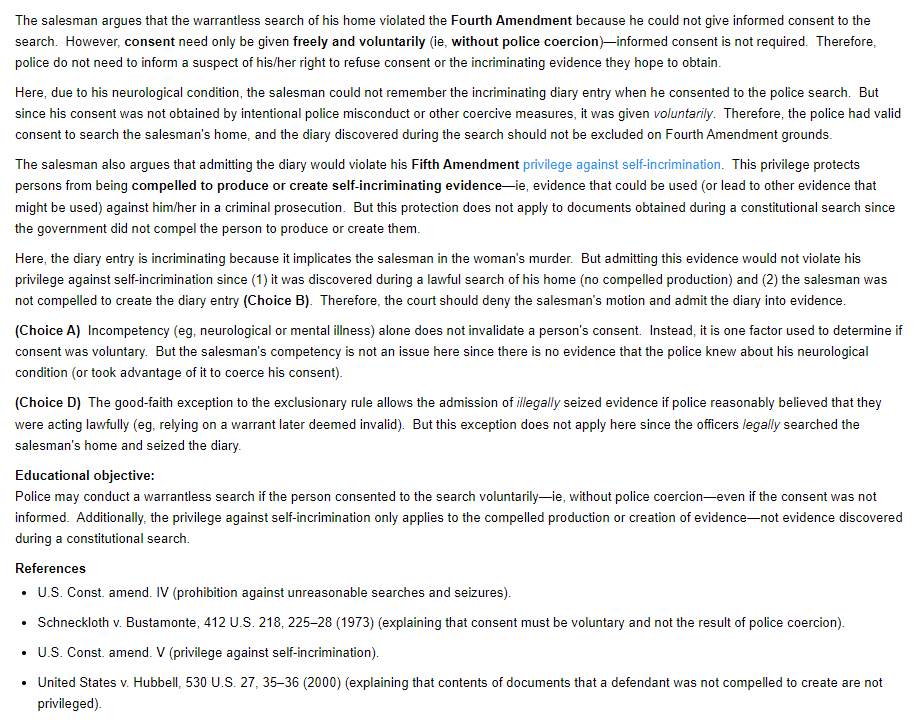 The salesman argues that the warrantless search of his home violated the Fourth Amendment because he could not give informed consent to the
search.  However, consent need only be given freely and voluntarily (ie, without police coercion)—informed consent is not required.  Therefore,
police do not need to inform a suspect of his/her right to refuse consent or the incriminating evidence they hope to obtain.
Here, due to his neurological condition, the salesman could not remember the incriminating diary entry when he consented to the police search.  But
since his consent was not obtained by intentional police misconduct or other coercive measures, it was given voluntarily.  Therefore, the police had valid
consent to search the salesman's home, and the diary discovered during the search should not be excluded on Fourth Amendment grounds.
The salesman also argues that admitting the diary would violate his Fifth Amendment privilege against self-incrimination.  This privilege protects
persons from being compelled to produce or create self-incriminating evidence—ie, evidence that could be used (or lead to other evidence that
might be used) against him/her in a criminal prosecution.  But this protection does not apply to documents obtained during a constitutional search since
the government did not compel the person to produce or create them.
Here, the diary entry is incriminating because it implicates the salesman in the woman's murder.  But admitting this evidence would not violate his
privilege against self-incrimination since (1) it was discovered during a lawful search of his home (no compelled production) and (2) the salesman was
not compelled to create the diary entry (Choice B).  Therefore, the court should deny the salesman's motion and admit the diary into evidence.
(Choice A)  Incompetency (eg, neurological or mental illness) alone does not invalidate a person's consent.  Instead, it is one factor used to determine if
consent was voluntary.  But the salesman's competency is not an issue here since there is no evidence that the police knew about his neurological
condition (or took advantage of it to coerce his consent).
(Choice D)  The good-faith exception to the exclusionary rule allows the admission of illegally seized evidence if police reasonably believed that they
were acting lawfully (eg, relying on a warrant later deemed invalid).  But this exception does not apply here since the officers legally searched the
salesman's home and seized the diary.
Educational objective:
Police may conduct a warrantless search if the person consented to the search voluntarily—ie, without police coercion—even if the consent was not
informed.  Additionally, the privilege against self-incrimination only applies to the compelled production or creation of evidence—not evidence discovered
during a constitutional search.
References
• U.S. Const. amend. IV (prohibition against unreasonable searches and seizures).
• Schneckloth v. Bustamonte, 412 U.S. 218, 225–28 (1973) (explaining that consent must be voluntary and not the result of police coercion).
• U.S. Const. amend. V (privilege against self-incrimination).
• United States v. Hubbell, 530 U.S. 27, 35–36 (2000) (explaining that contents of documents that a defendant was not compelled to create are not
privileged).